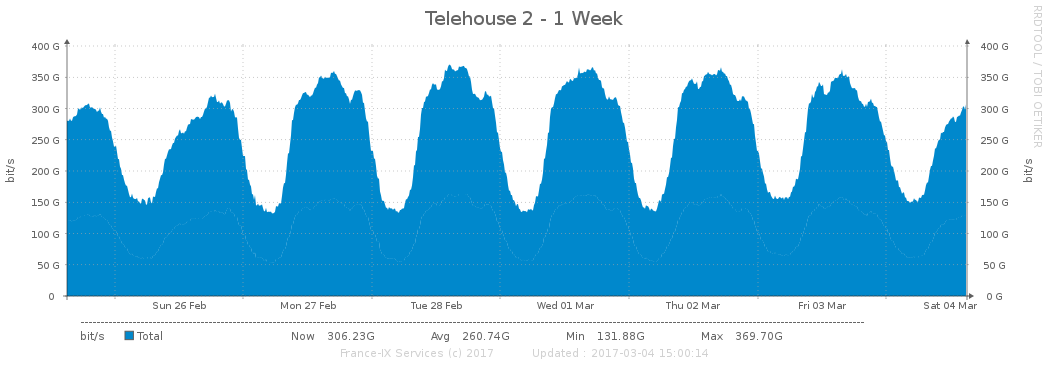 Telehouse 2 - 1 Week
RRDTOOL / TOBI OETIKER
bit/s
bit/s
400 G 400 G
350 G 350 G
300 G 300 G
250 G 250 G
200 G 200 G
150 G 150 G
100 G 100 G
50 G 50 G
0 0 G
Sun 26 Feb Mon 27 Feb Tue 28 Feb Wed 01 Mar Thu 02 Mar Fri 03 Mar Sat 04 Mar
bit/s Total Now 306.23G Avg 260.74G Min 131.88G Max 369.70G
France-IX Services (c) 2017 Updated : 2017-03-04 15:00:14